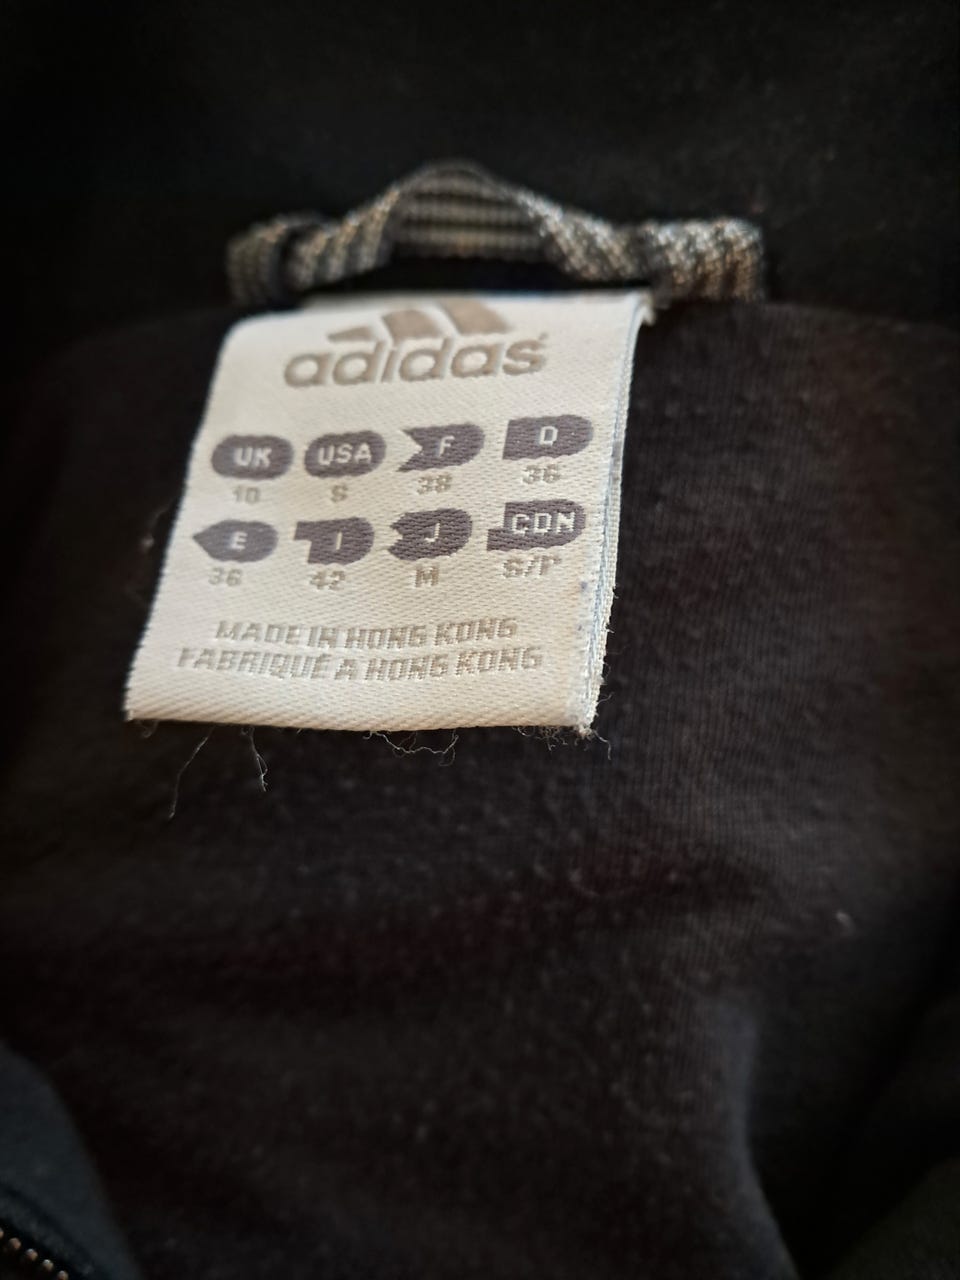 adidas
UK USA F D
10 S 38 36
E I J CDN
36 42 M S/P
MADE IN HONG KONG
FABRIQUÉ A HONG KONG